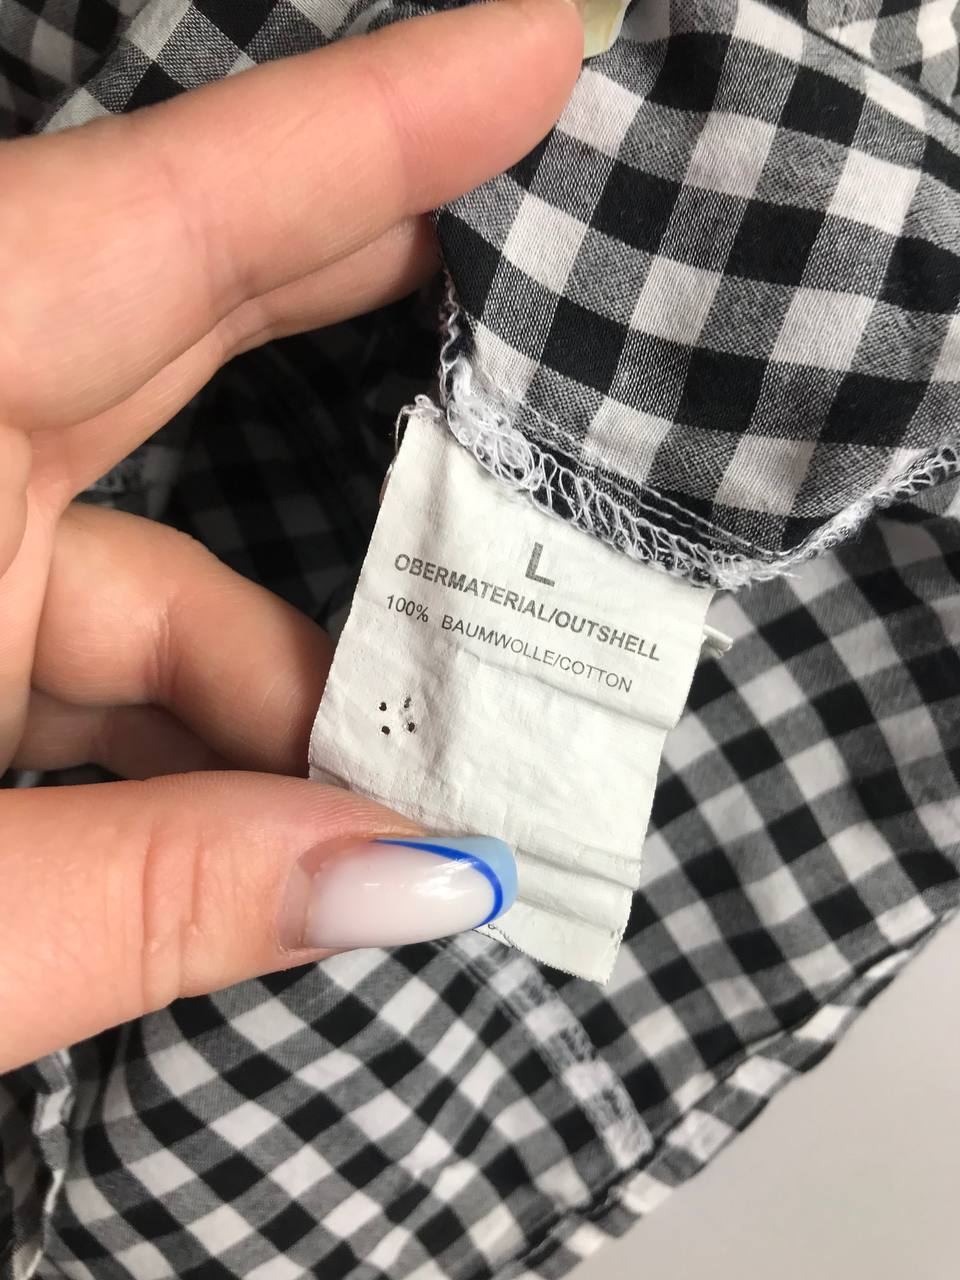 L
OBERMATERIAL/OUTSHELL
100% BAUMWOLLE/COTTON